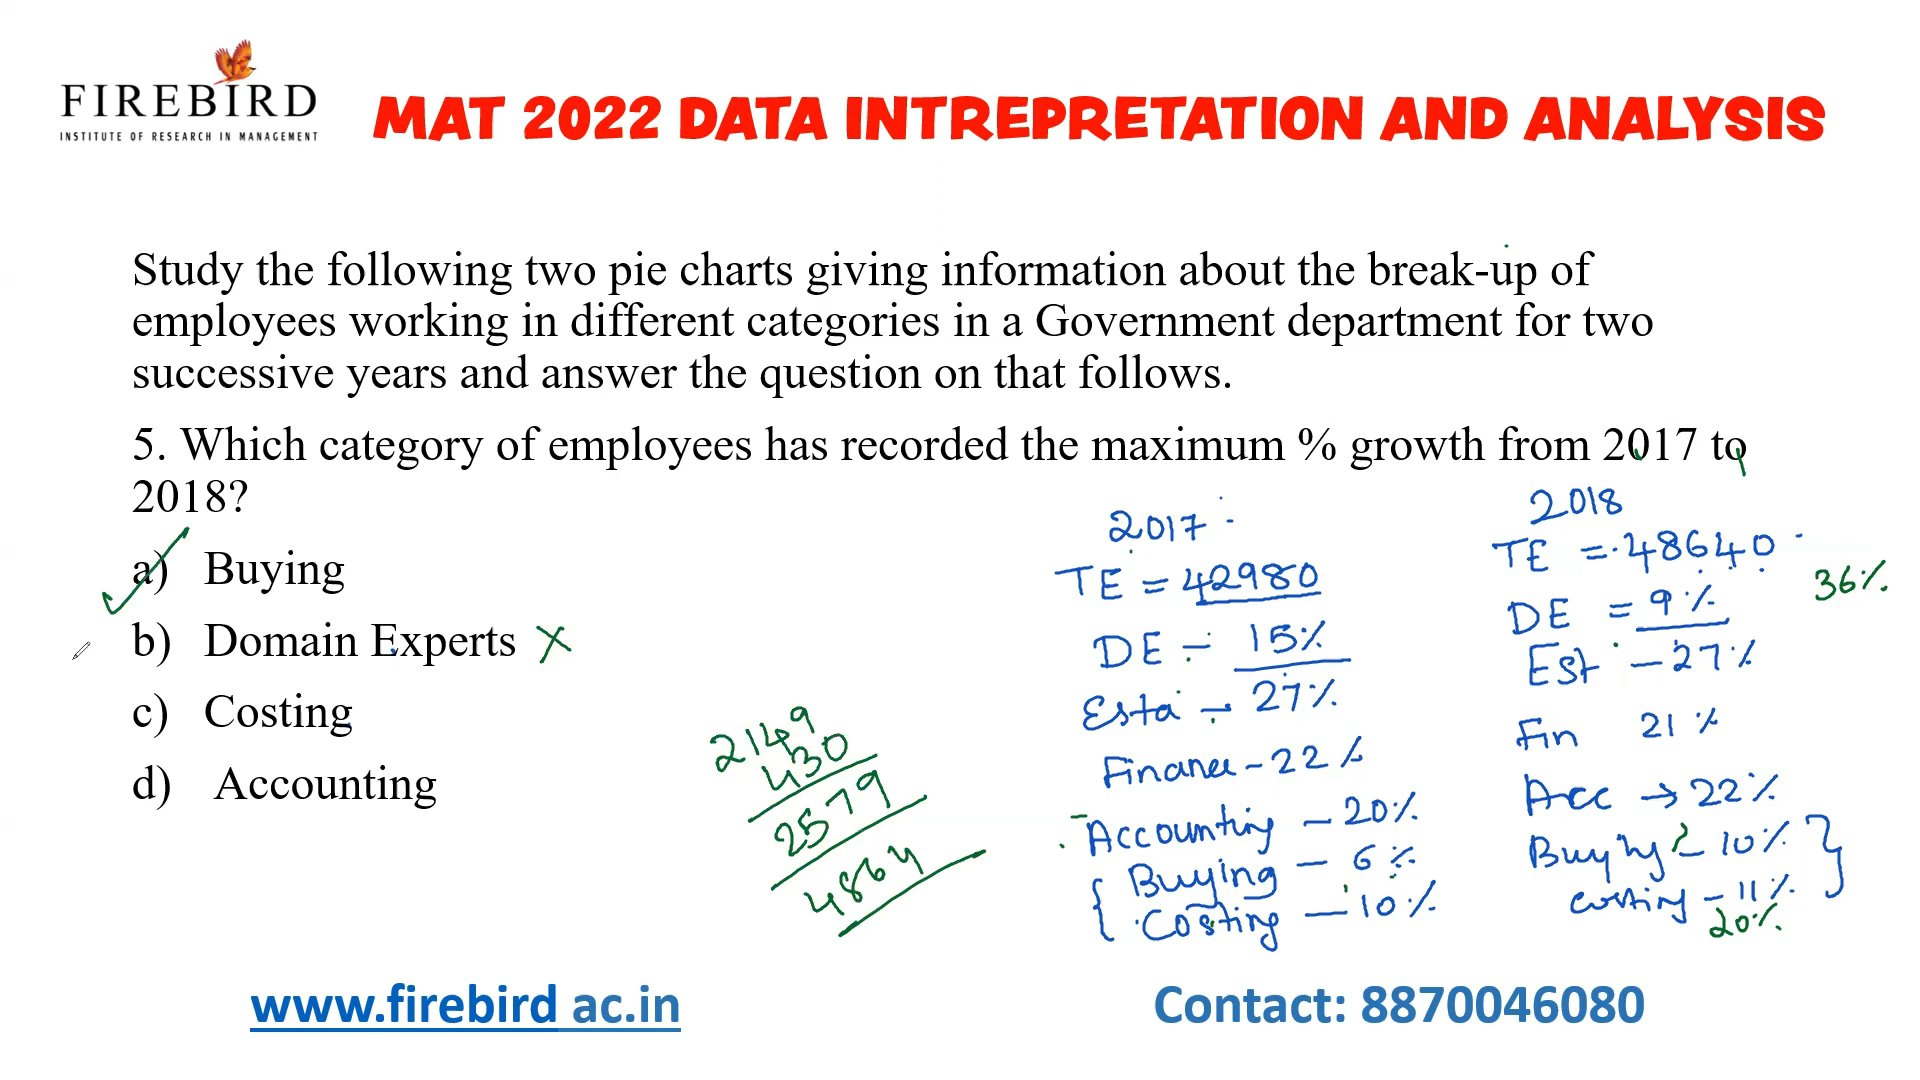 FIREBIRD
INSTITUTE OF RESEARCH IN MANAGEMENT
MAT 2022 DATA INTREPRETATION AND ANALYSIS
Study the following two pie charts giving information about the break-up of
employees working in different categories in a Government department for two
successive years and answer the question on that follows.
5. Which category of employees has recorded the maximum % growth from 2017 to
2018?
a) Buying
b) Domain Experts
c) Costing
d) Accounting
2149
430
2579
4864
2017 :
TE = 42980
DE - 15%
Esta - 27%
Finance - 22%
Accounting - 20%
Buying - 6%
Costing - 10%
2018
TE = 48640
36%
DE = 9%
Est - 27%
Fin 21%
Acc → 22%
Buying - 10%
costing - 11%
20%
www.firebird ac.in
Contact: 8870046080